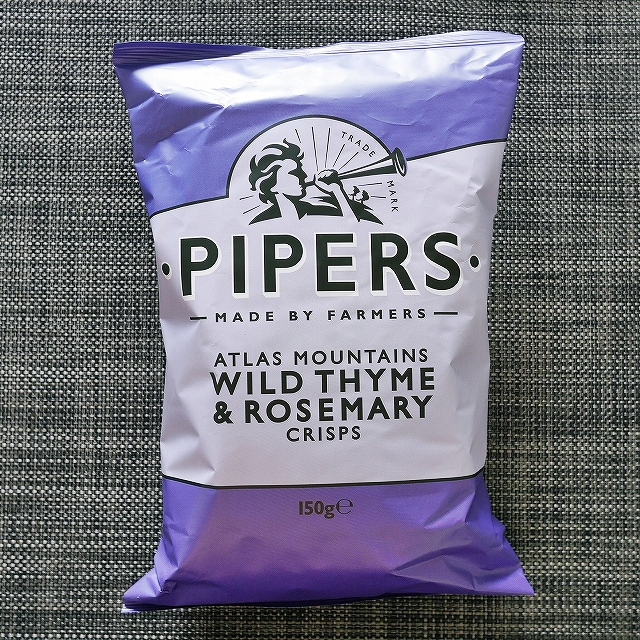 TRADE MARK
·PIPERS·
— MADE BY FARMERS —
ATLAS MOUNTAINS
WILD THYME
& ROSEMARY
CRISPS
150g℮